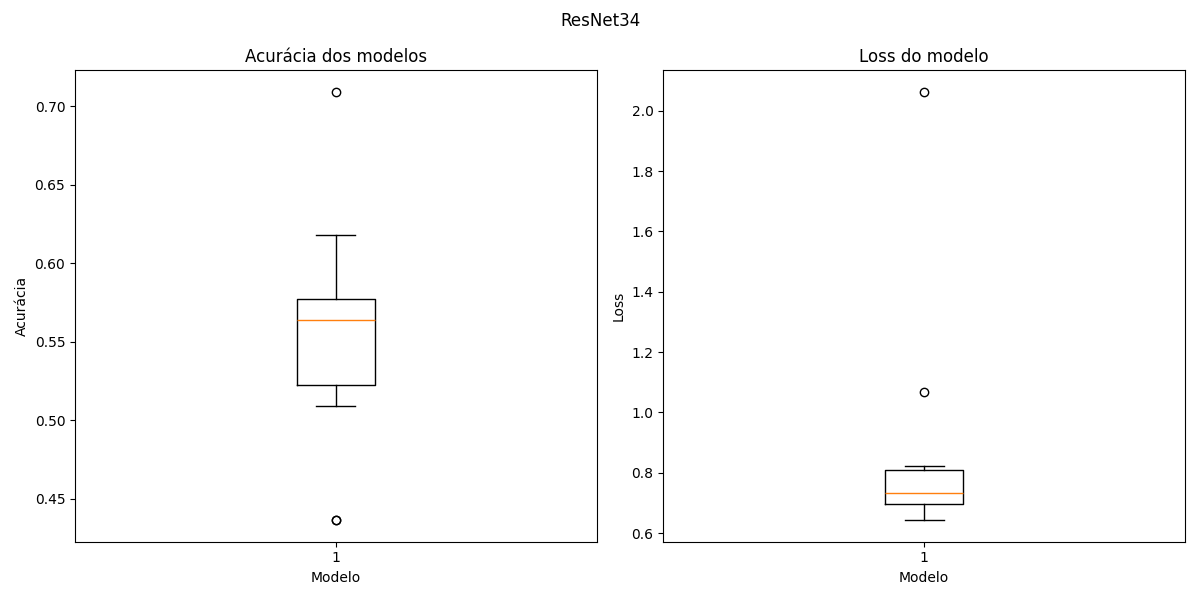 ResNet34
Acurácia dos modelos
Acurácia
0.70
0.65
0.60
0.55
0.50
0.45
1
Modelo
Loss do modelo
Loss
2.0
1.8
1.6
1.4
1.2
1.0
0.8
0.6
1
Modelo